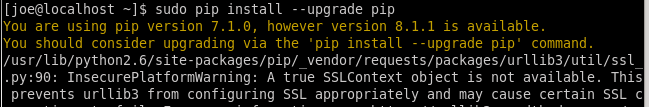 [joe@localhost ~]$ sudo pip install --upgrade pip
You are using pip version 7.1.0, however version 8.1.1 is available.
You should consider upgrading via the 'pip install --upgrade pip' command.
/usr/lib/python2.6/site-packages/pip/_vendor/requests/packages/urllib3/util/ssl_
.py:90: InsecurePlatformWarning: A true SSLContext object is not available. This
 prevents urllib3 from configuring SSL appropriately and may cause certain SSL c